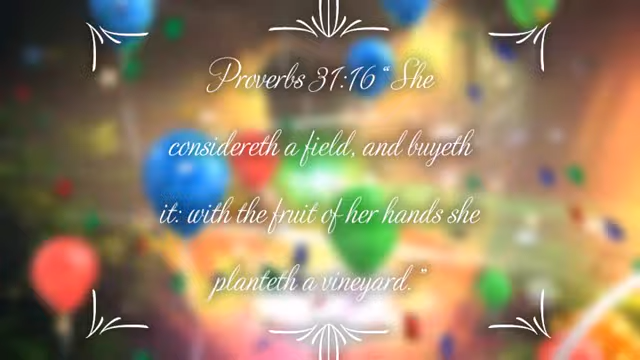 Proverbs 31:16 “She
considereth a field, and buyeth
it: with the fruit of her hands she
planteth a vineyard.”